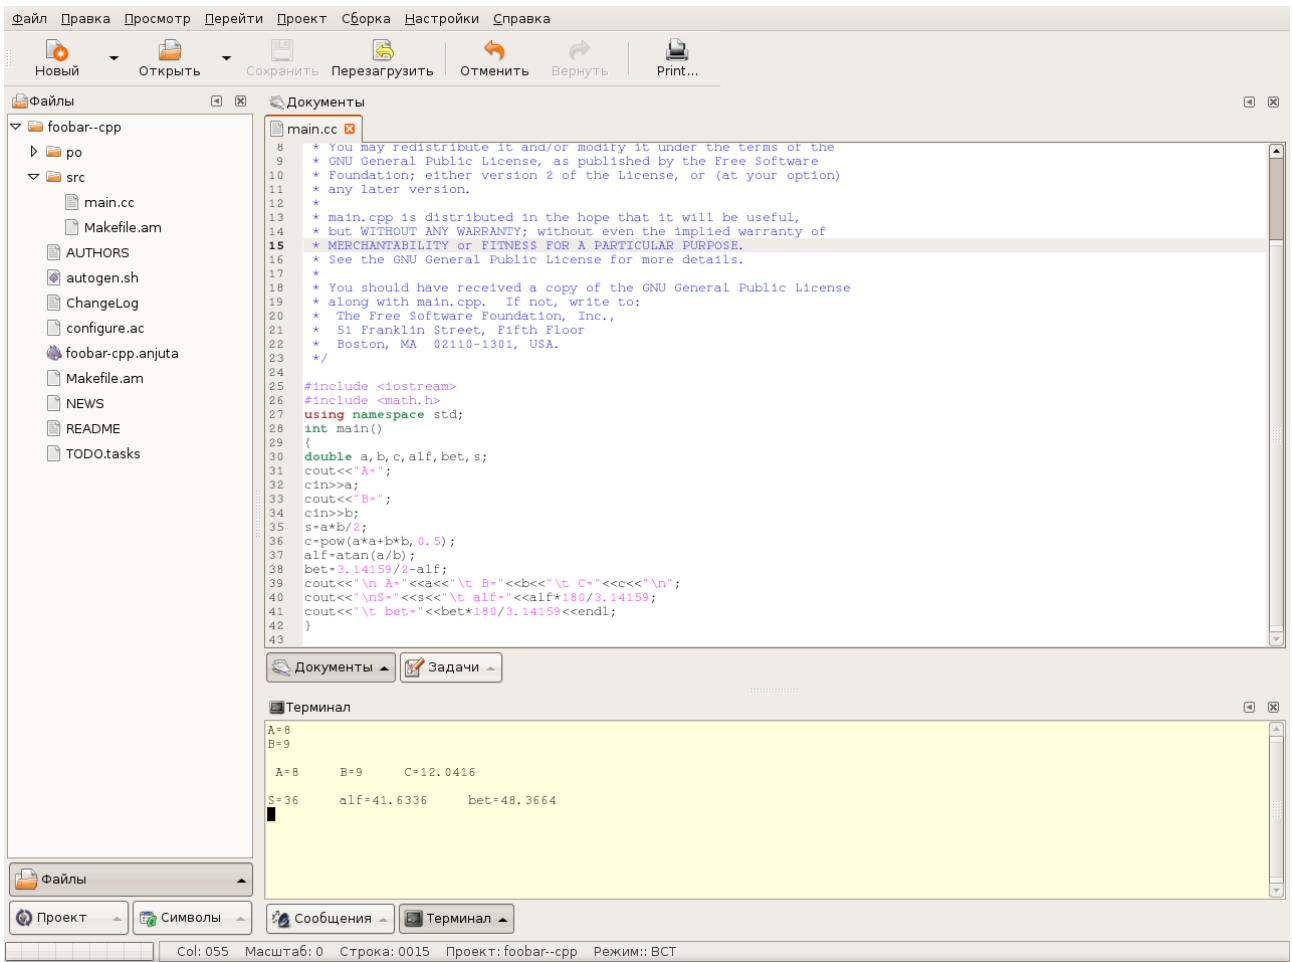 Файл Правка Просмотр Перейти Проект Сборка Настройки Справка
Новый Открыть Сохранить Перезагрузить Отменить Вернуть Print...
Файлы
foobar--cpp
po
src
main.cc
Makefile.am
AUTHORS
autogen.sh
ChangeLog
configure.ac
foobar-cpp.anjuta
Makefile.am
NEWS
README
TODO.tasks
Файлы
Проект Символы
Документы
main.cc
8 * You may redistribute it and/or modify it under the terms of the
9 * GNU General Public License, as published by the Free Software
10 * Foundation; either version 2 of the License, or (at your option)
11 * any later version.
12 *
13 * main.cpp is distributed in the hope that it will be useful,
14 * but WITHOUT ANY WARRANTY; without even the implied warranty of
15 * MERCHANTABILITY or FITNESS FOR A PARTICULAR PURPOSE.
16 * See the GNU General Public License for more details.
17 *
18 * You should have received a copy of the GNU General Public License
19 * along with main.cpp.  If not, write to:
20 *  The Free Software Foundation, Inc.,
21 *  51 Franklin Street, Fifth Floor
22 *  Boston, MA  02110-1301, USA.
23 */
24
25 #include <iostream>
26 #include <math.h>
27 using namespace std;
28 int main()
29 {
30 double a,b,c,alf,bet,s;
31 cout<<"A=";
32 cin>>a;
33 cout<<"B=";
34 cin>>b;
35 s=a*b/2;
36 c=pow(a*a+b*b,0.5);
37 alf=atan(a/b);
38 bet=3.14159/2-alf;
39 cout<<"\n A="<<a<<"\t B="<<b<<"\t C="<<c<<"\n";
40 cout<<"\nS="<<s<<"\t alf="<<alf*180/3.14159;
41 cout<<"\t bet="<<bet*180/3.14159<<endl;
42 }
43
Документы Задачи
Терминал
A=8
B=9
A=8 B=9 C=12.0416
S=36 alf=41.6336 bet=48.3664
Сообщения Терминал
Col: 055 Масштаб: 0 Строка: 0015 Проект: foobar--cpp Режим:: ВСТ